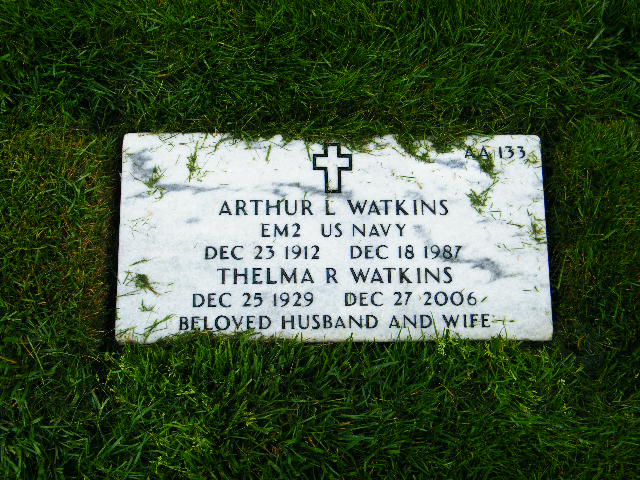 AA 133
ARTHUR L WATKINS
EM2 US NAVY
DEC 23 1912 DEC 18 1987
THELMA R WATKINS
DEC 25 1929 DEC 27 2006
BELOVED HUSBAND AND WIFE